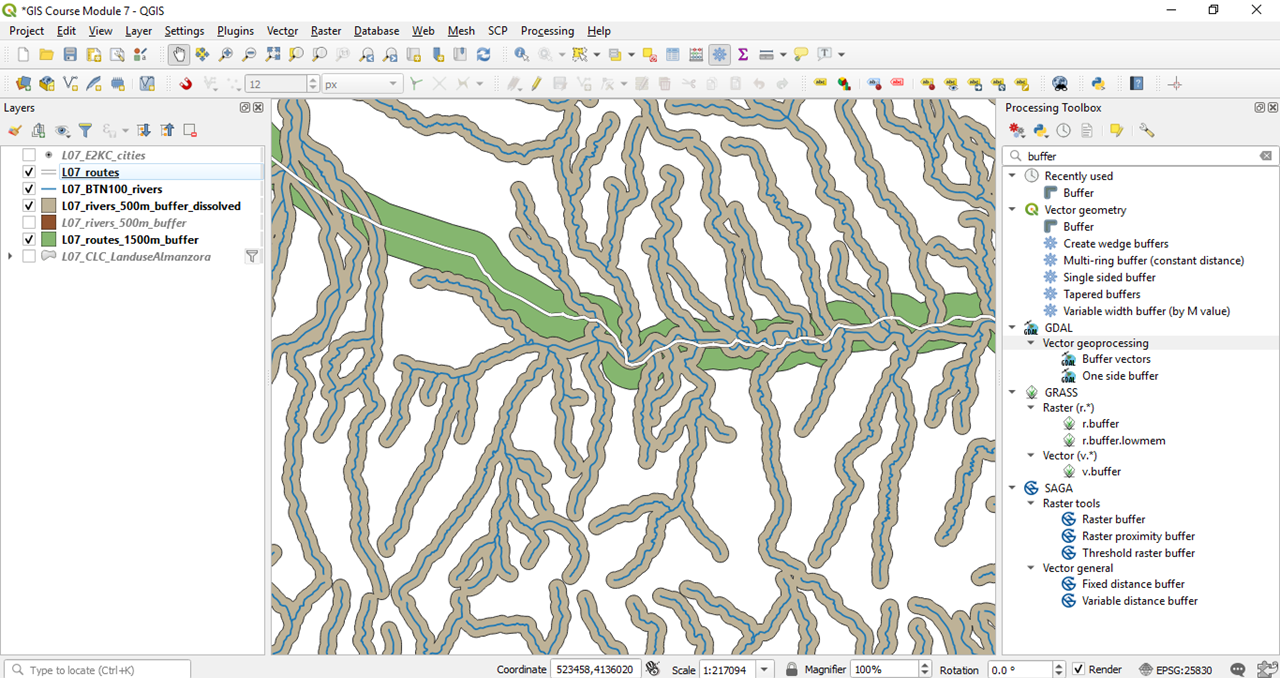 *GIS Course Module 7 - QGIS
Project Edit View Layer Settings Plugins Vector Raster Database Web Mesh SCP Processing Help
12 px
Layers
L07_E2KC_cities
L07_routes
L07_BTN100_rivers
L07_rivers_500m_buffer_dissolved
L07_rivers_500m_buffer
L07_routes_1500m_buffer
L07_CLC_LanduseAlmanzora
Processing Toolbox
buffer
Recently used
Buffer
Vector geometry
Buffer
Create wedge buffers
Multi-ring buffer (constant distance)
Single sided buffer
Tapered buffers
Variable width buffer (by M value)
GDAL
Vector geoprocessing
Buffer vectors
One side buffer
GRASS
Raster (r.*)
r.buffer
r.buffer.lowmem
Vector (v.*)
v.buffer
SAGA
Raster tools
Raster buffer
Raster proximity buffer
Threshold raster buffer
Vector general
Fixed distance buffer
Variable distance buffer
Type to locate (Ctrl+K) Coordinate 523458,4136020 Scale 1:217094 Magnifier 100% Rotation 0.0 ° Render EPSG:25830